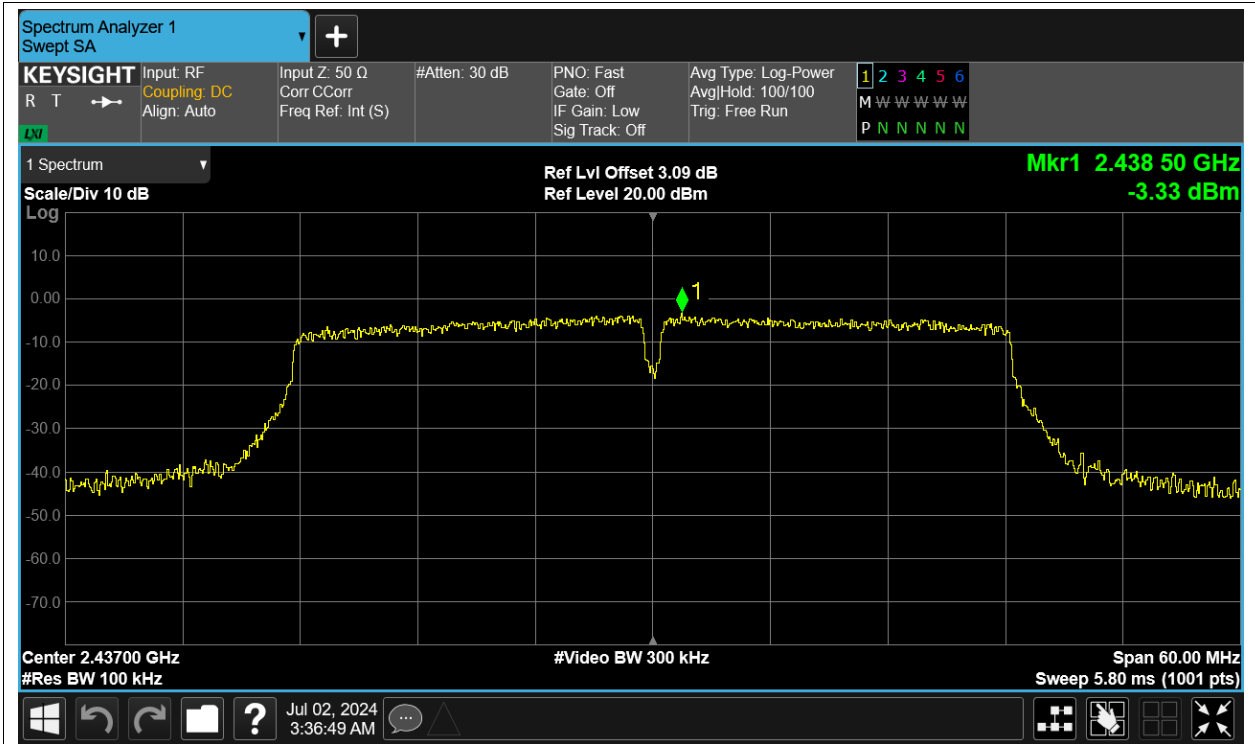 Spectrum Analyzer 1
Swept SA
KEYSIGHT
R T
LXI
Input: RF
Coupling: DC
Align: Auto
Input Z: 50 Ω
Corr CCorr
Freq Ref: Int (S)
#Atten: 30 dB
PNO: Fast
Gate: Off
IF Gain: Low
Sig Track: Off
Avg Type: Log-Power
Avg|Hold: 100/100
Trig: Free Run
1 2 3 4 5 6
M W W W W W
P N N N N N
1 Spectrum
Scale/Div 10 dB
Log
Ref Lvl Offset 3.09 dB
Ref Level 20.00 dBm
Mkr1 2.438 50 GHz
-3.33 dBm
10.0
0.00
-10.0
-20.0
-30.0
-40.0
-50.0
-60.0
-70.0
1
Center 2.43700 GHz
#Res BW 100 kHz
#Video BW 300 kHz
Span 60.00 MHz
Sweep 5.80 ms (1001 pts)
?
Jul 02, 2024
3:36:49 AM